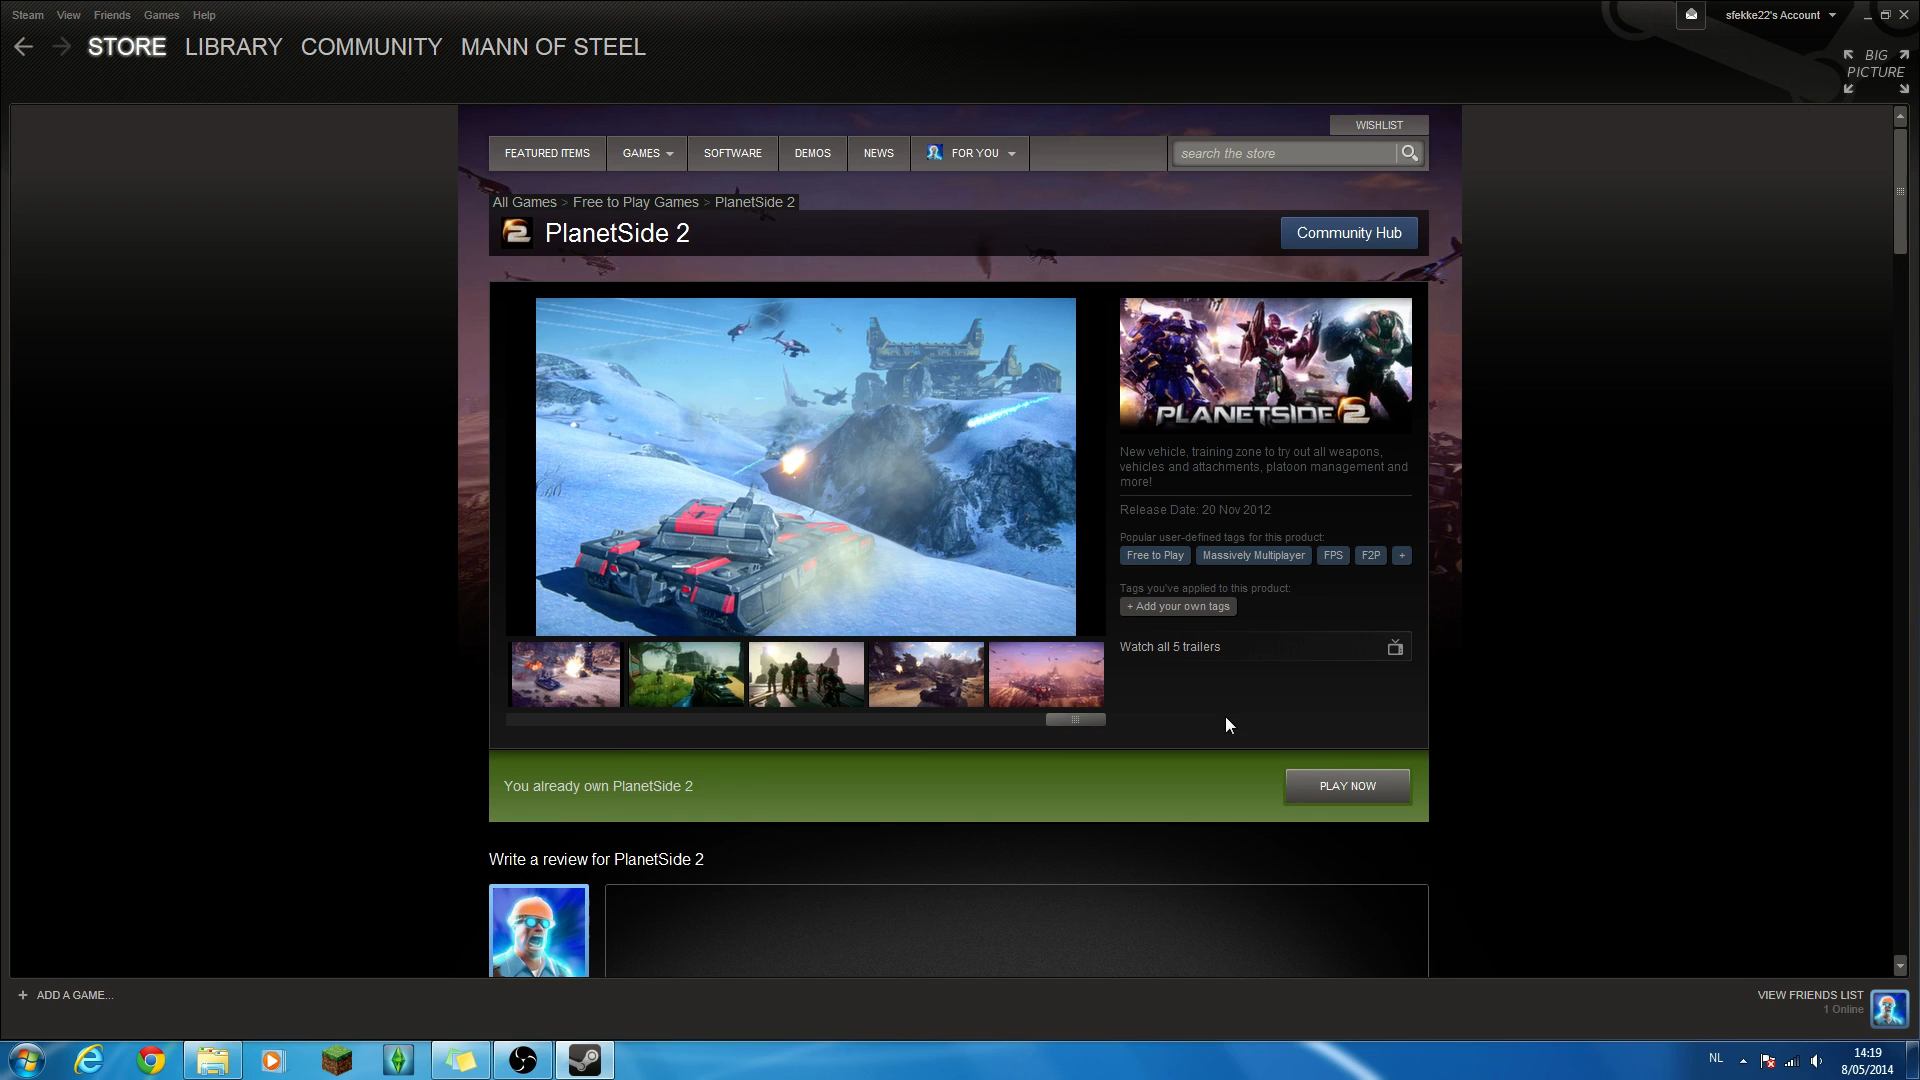 Steam View Friends Games Help
sfekke22's Account
STORE LIBRARY COMMUNITY MANN OF STEEL
BIG
PICTURE
WISHLIST
FEATURED ITEMS GAMES SOFTWARE DEMOS NEWS FOR YOU search the store
All Games > Free to Play Games > PlanetSide 2
2 PlanetSide 2 Community Hub
PLANETSIDE 2
New vehicle, training zone to try out all weapons,
vehicles and attachments, platoon management and
more!
Release Date: 20 Nov 2012
Popular user-defined tags for this product:
Free to Play Massively Multiplayer FPS F2P +
Tags you've applied to this product:
+ Add your own tags
Watch all 5 trailers
You already own PlanetSide 2 PLAY NOW
Write a review for PlanetSide 2
+ ADD A GAME...
VIEW FRIENDS LIST
1 Online
NL
14:19
8/05/2014